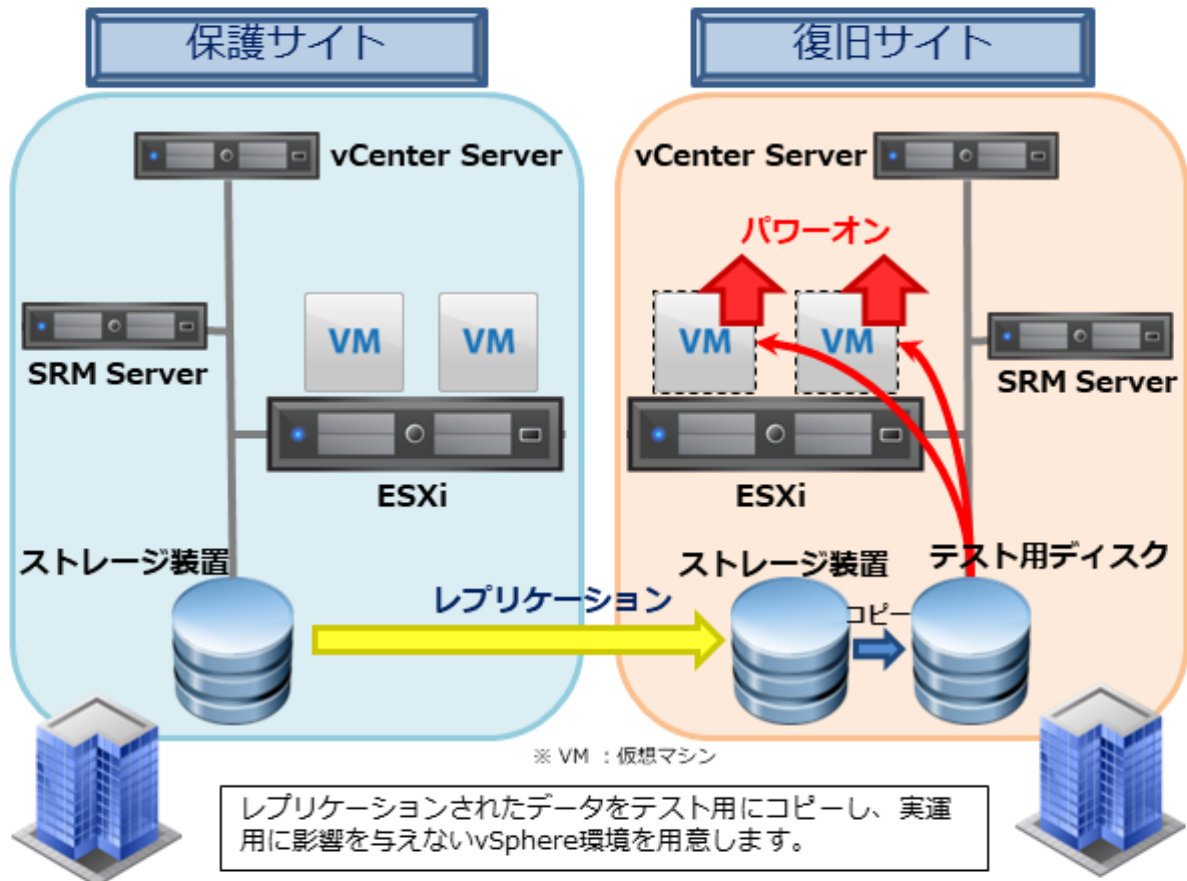 保護サイト
復旧サイト
vCenter Server
vCenter Server
パワーオン
VM
VM
VM
VM
SRM Server
SRM Server
ESXi
ESXi
ストレージ装置
ストレージ装置
テスト用ディスク
レプリケーション
コピー
※ VM ：仮想マシン
レプリケーションされたデータをテスト用にコピーし、実運
用に影響を与えないvSphere環境を用意します。